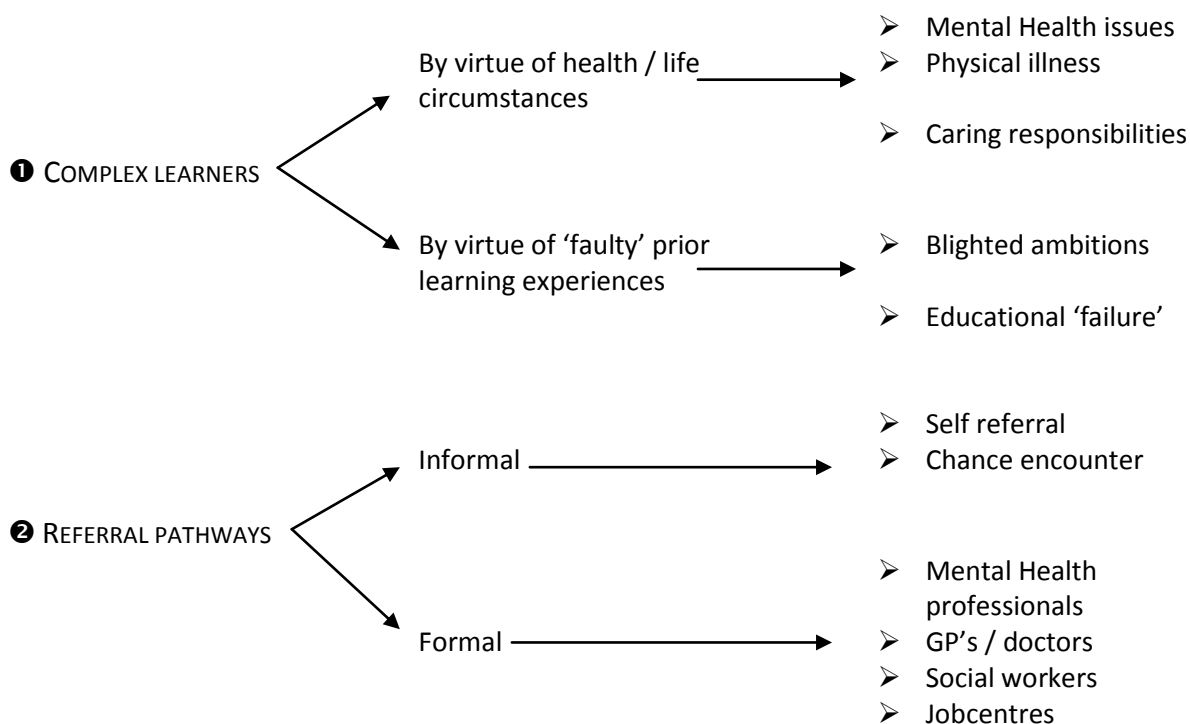 ❶ COMPLEX LEARNERS
By virtue of health / life
circumstances
➢ Mental Health issues
➢ Physical illness
➢ Caring responsibilities
By virtue of ‘faulty’ prior
learning experiences
➢ Blighted ambitions
➢ Educational ‘failure’
❷ REFERRAL PATHWAYS
Informal
➢ Self referral
➢ Chance encounter
Formal
➢ Mental Health
professionals
➢ GP’s / doctors
➢ Social workers
➢ Jobcentres